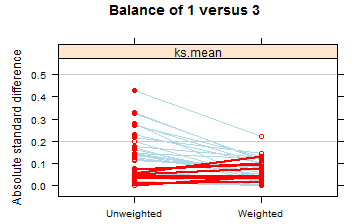 Balance of 1 versus 3
ks.mean
Absolute standard difference
0.5
0.4
0.3
0.2
0.1
0.0
Unweighted
Weighted